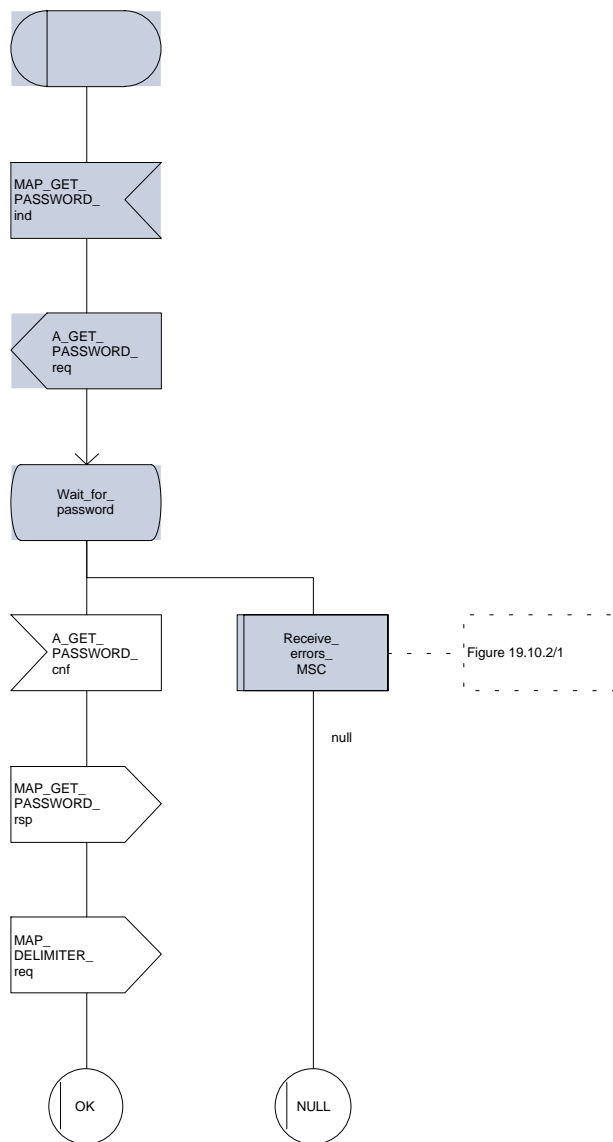 MAP_GET_
PASSWORD_
ind
A_GET_
PASSWORD_
req
Wait_for_
password
A_GET_
PASSWORD_
cnf
Receive_
errors_
MSC
Figure 19.10.2/1
null
MAP_GET_
PASSWORD_
rsp
MAP_
DELIMITER_
req
OK
NULL